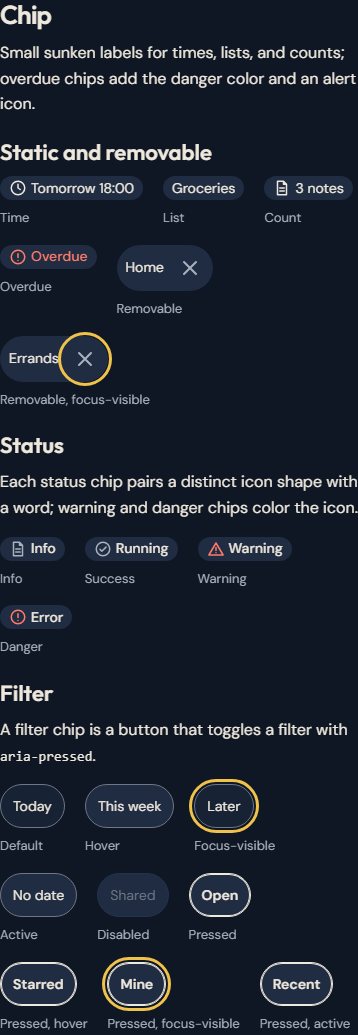 Chip
Small sunken labels for times, lists, and counts;
overdue chips add the danger color and an alert
icon.
Static and removable
Tomorrow 18:00 Groceries 3 notes
Time List Count
Overdue Home
Overdue Removable
Errands
Removable, focus-visible
Status
Each status chip pairs a distinct icon shape with
a word; warning and danger chips color the icon.
Info Running Warning
Info Success Warning
Error
Danger
Filter
A filter chip is a button that toggles a filter with
aria-pressed.
Today This week Later
Default Hover Focus-visible
No date Shared Open
Active Disabled Pressed
Starred Mine Recent
Pressed, hover Pressed, focus-visible Pressed, active